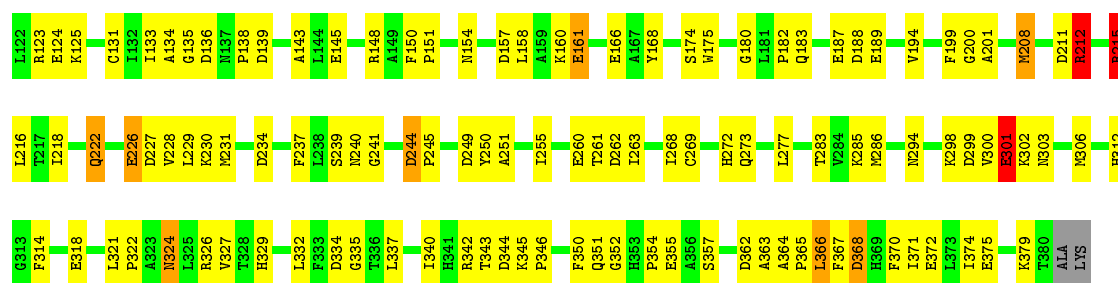 L122 R123 E124 K125 C131 I132 I133 A134 G135 D136 N137 P138 D139 A143 L144 E145 R148 A149 F150 P151 N154 D157 L158 A159 K160 E161 E166 A167 Y168 S174 W175 G180 L181 P182 Q183 E187 D188 E189 V194 F199 G200 A201 M208 D211 R212 R215
L216 T217 I218 Q222 E226 D227 V228 L229 K230 M231 D234 F237 L238 S239 N240 G241 D244 P245 D249 Y250 A251 I255 E260 T261 D262 I263 I268 C269 H272 Q273 L277 T283 V284 K285 M286 N294 K298 D299 V300 E301 K302 N303 M306 H312
G313 F314 E318 L321 P322 A323 N324 L325 R326 V327 T328 H329 L332 F333 D334 G335 T336 L337 I340 H341 R342 T343 D344 K345 P346 F350 Q351 G352 H353 P354 E355 A356 S357 D362 A363 A364 P365 L366 F367 D368 H369 F370 I371 E372 L373 I374 E375 K379 T380 ALA LYS